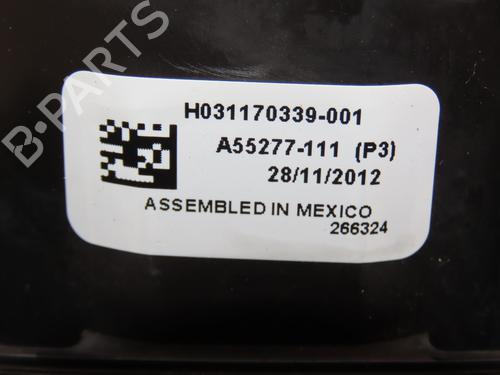 H031170339-001
A55277-111 (P3)
28/11/2012
ASSEMBLED IN MEXICO
266324
B-PARTS